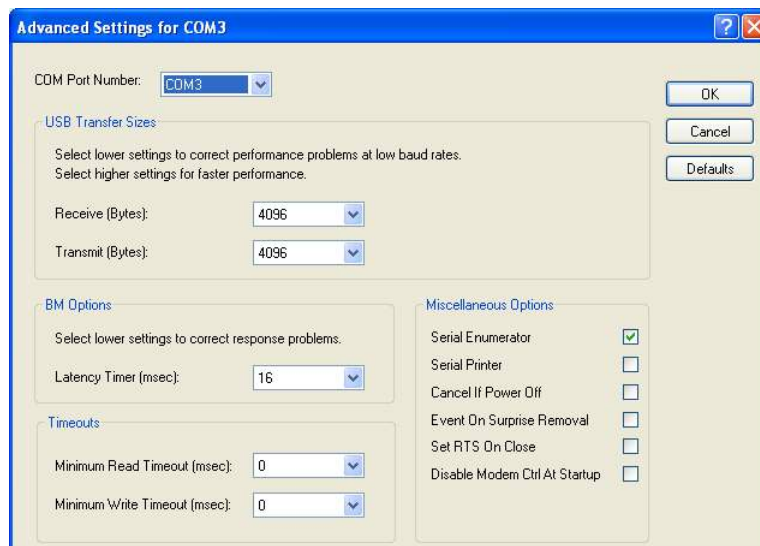 Advanced Settings for COM3
COM Port Number: COM3
OK
Cancel
Defaults
USB Transfer Sizes
Select lower settings to correct performance problems at low baud rates.
Select higher settings for faster performance.
Receive (Bytes): 4096
Transmit (Bytes): 4096
BM Options
Select lower settings to correct response problems.
Latency Timer (msec): 16
Timeouts
Minimum Read Timeout (msec): 0
Minimum Write Timeout (msec): 0
Miscellaneous Options
Serial Enumerator
Serial Printer
Cancel If Power Off
Event On Surprise Removal
Set RTS On Close
Disable Modem Ctrl At Startup